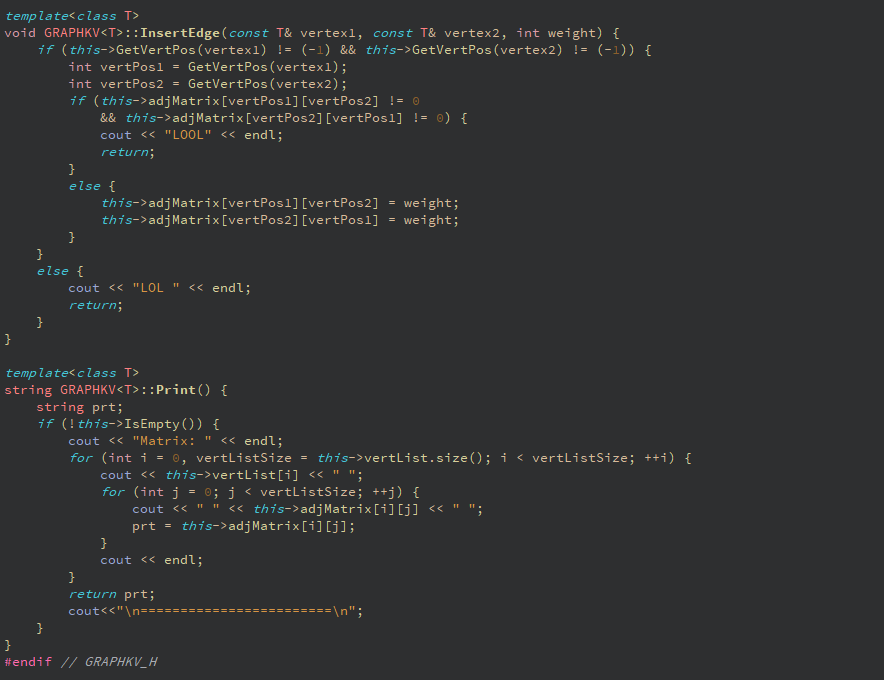 template<class T>
void GRAPHKV<T>::InsertEdge(const T& vertex1, const T& vertex2, int weight) {
    if (this->GetVertPos(vertex1) != (-1) && this->GetVertPos(vertex2) != (-1)) {
        int vertPos1 = GetVertPos(vertex1);
        int vertPos2 = GetVertPos(vertex2);
        if (this->adjMatrix[vertPos1][vertPos2] != 0
            && this->adjMatrix[vertPos2][vertPos1] != 0) {
            cout << "LOOL" << endl;
            return;
        }
        else {
            this->adjMatrix[vertPos1][vertPos2] = weight;
            this->adjMatrix[vertPos2][vertPos1] = weight;
        }
    }
    else {
        cout << "LOL " << endl;
        return;
    }
}

template<class T>
string GRAPHKV<T>::Print() {
    string prt;
    if (!this->IsEmpty()) {
        cout << "Matrix: " << endl;
        for (int i = 0, vertListSize = this->vertList.size(); i < vertListSize; ++i) {
            cout << this->vertList[i] << " ";
            for (int j = 0; j < vertListSize; ++j) {
                cout << " " << this->adjMatrix[i][j] << " ";
                prt = this->adjMatrix[i][j];
            }
            cout << endl;
        }
        return prt;
        cout<<"\n========================\n";
    }
}
#endif // GRAPHKV_H